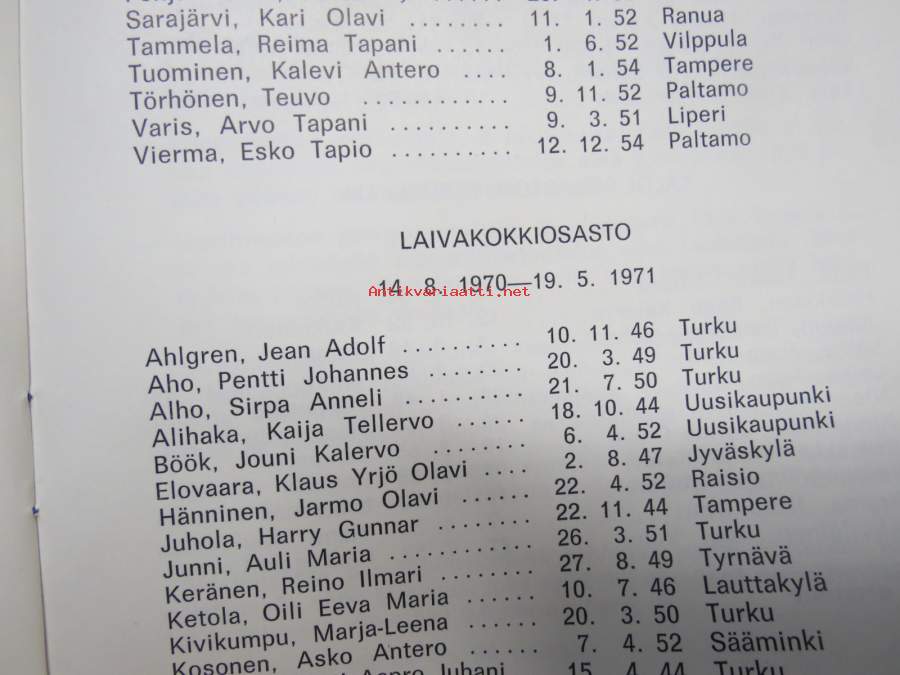 Sarajärvi, Kari Olavi ........ 11. 1. 52 Ranua
Tammela, Reima Tapani ...... 1. 6. 52 Vilppula
Tuominen, Kalevi Antero .... 8. 1. 54 Tampere
Törhönen, Teuvo ............ 9. 11. 52 Paltamo
Varis, Arvo Tapani .......... 9. 3. 51 Liperi
Vierma, Esko Tapio .......... 12. 12. 54 Paltamo
LAIVAKOKKIOSASTO
14. 8. 1970—19. 5. 1971
Antikvariaatti.net
Ahlgren, Jean Adolf .......... 10. 11. 46 Turku
Aho, Pentti Johannes ........ 20. 3. 49 Turku
Alho, Sirpa Anneli .......... 21. 7. 50 Turku
Alihaka, Kaija Tellervo ...... 18. 10. 44 Uusikaupunki
Böök, Jouni Kalervo ........ 6. 4. 52 Uusikaupunki
Elovaara, Klaus Yrjö Olavi .... 2. 8. 47 Jyväskylä
Hänninen, Jarmo Olavi ...... 22. 4. 52 Raisio
Juhola, Harry Gunnar ........ 22. 11. 44 Tampere
Junni, Auli Maria ............ 26. 3. 51 Turku
Keränen, Reino Ilmari ........ 27. 8. 49 Tyrnävä
Ketola, Oili Eeva Maria ...... 10. 7. 46 Lauttakylä
Kivikumpu, Marja-Leena ...... 20. 3. 50 Turku
Kosonen, Asko Antero ...... 7. 4. 52 Sääminki
Juhani .... 15. 4. 44 Turku